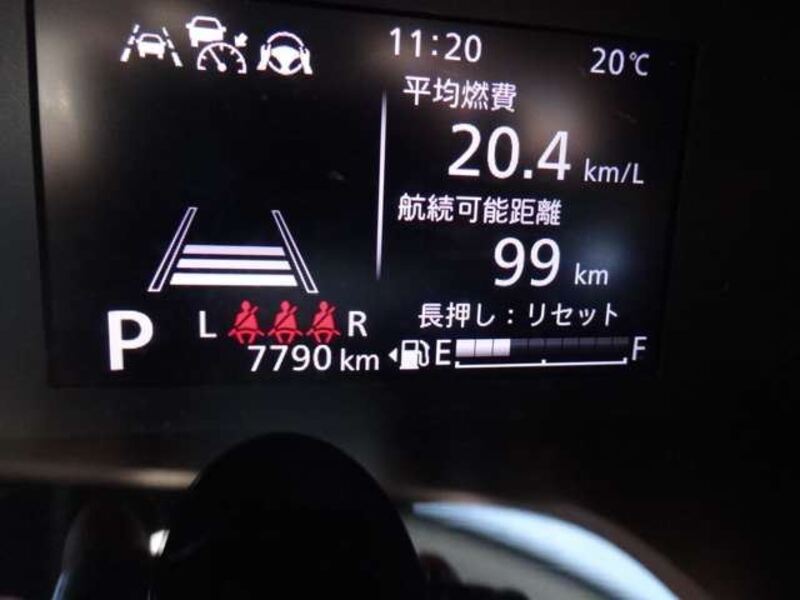 11:20 20℃
平均燃費
20.4 km/L
航続可能距離
99 km
長押し：リセット
P L R
7790 km E F